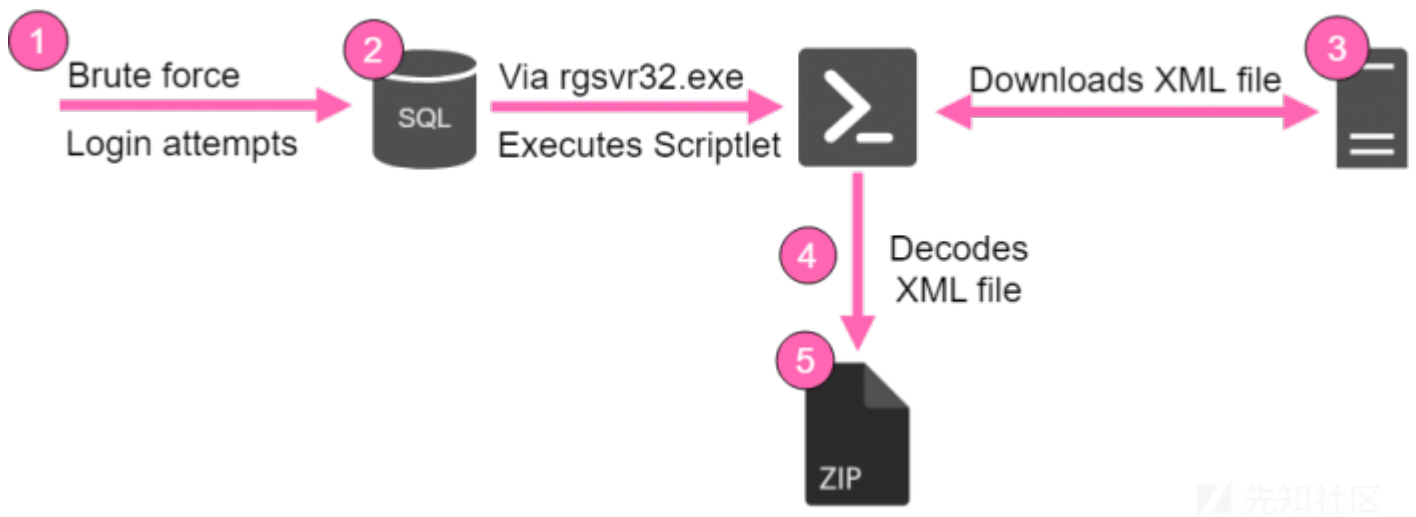 1
Brute force
Login attempts
2
SQL
Via rgsvr32.exe
Executes Scriptlet
Downloads XML file
3
4
Decodes
XML file
5
ZIP
先知社区